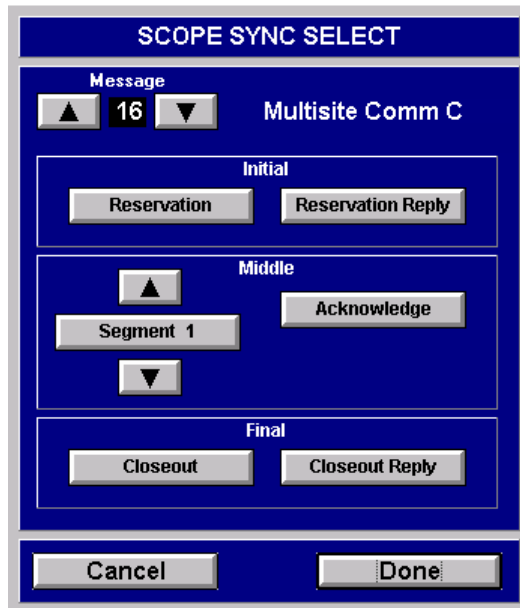 SCOPE SYNC SELECT
Message
16
Multisite Comm C
Initial
Reservation
Reservation Reply
Middle
Segment 1
Acknowledge
Final
Closeout
Closeout Reply
Cancel
Done